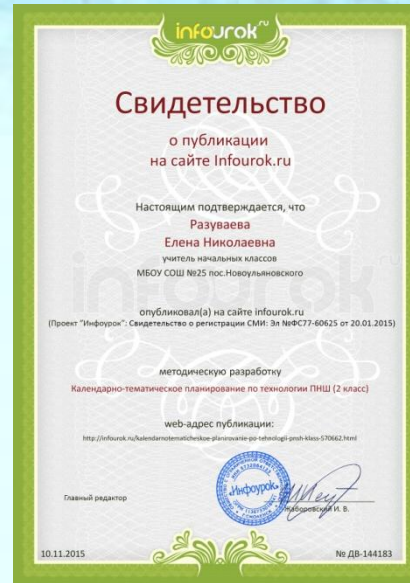 infourok.ru
Свидетельство
о публикации
на сайте Infourok.ru
Настоящим подтверждается, что
Разуваева
Елена Николаевна
учитель начальных классов
МБОУ СОШ №25 пос.Новоульяновского
опубликовал(а) на сайте infourok.ru
(Проект "Инфоурок": Свидетельство о регистрации СМИ: Эл №ФС77-60625 от 20.01.2015)
методическую разработку
Календарно-тематическое планирование по технологии ПНШ (2 класс)
web-адрес публикации:
http://infourok.ru/kalendarnotematicheskoe-planirovanie-po-tehnologii-pnsh-klass-570662.html
«Инфоурок»
Главный редактор
Жаборовский И. В.
10.11.2015
№ ДВ-144183